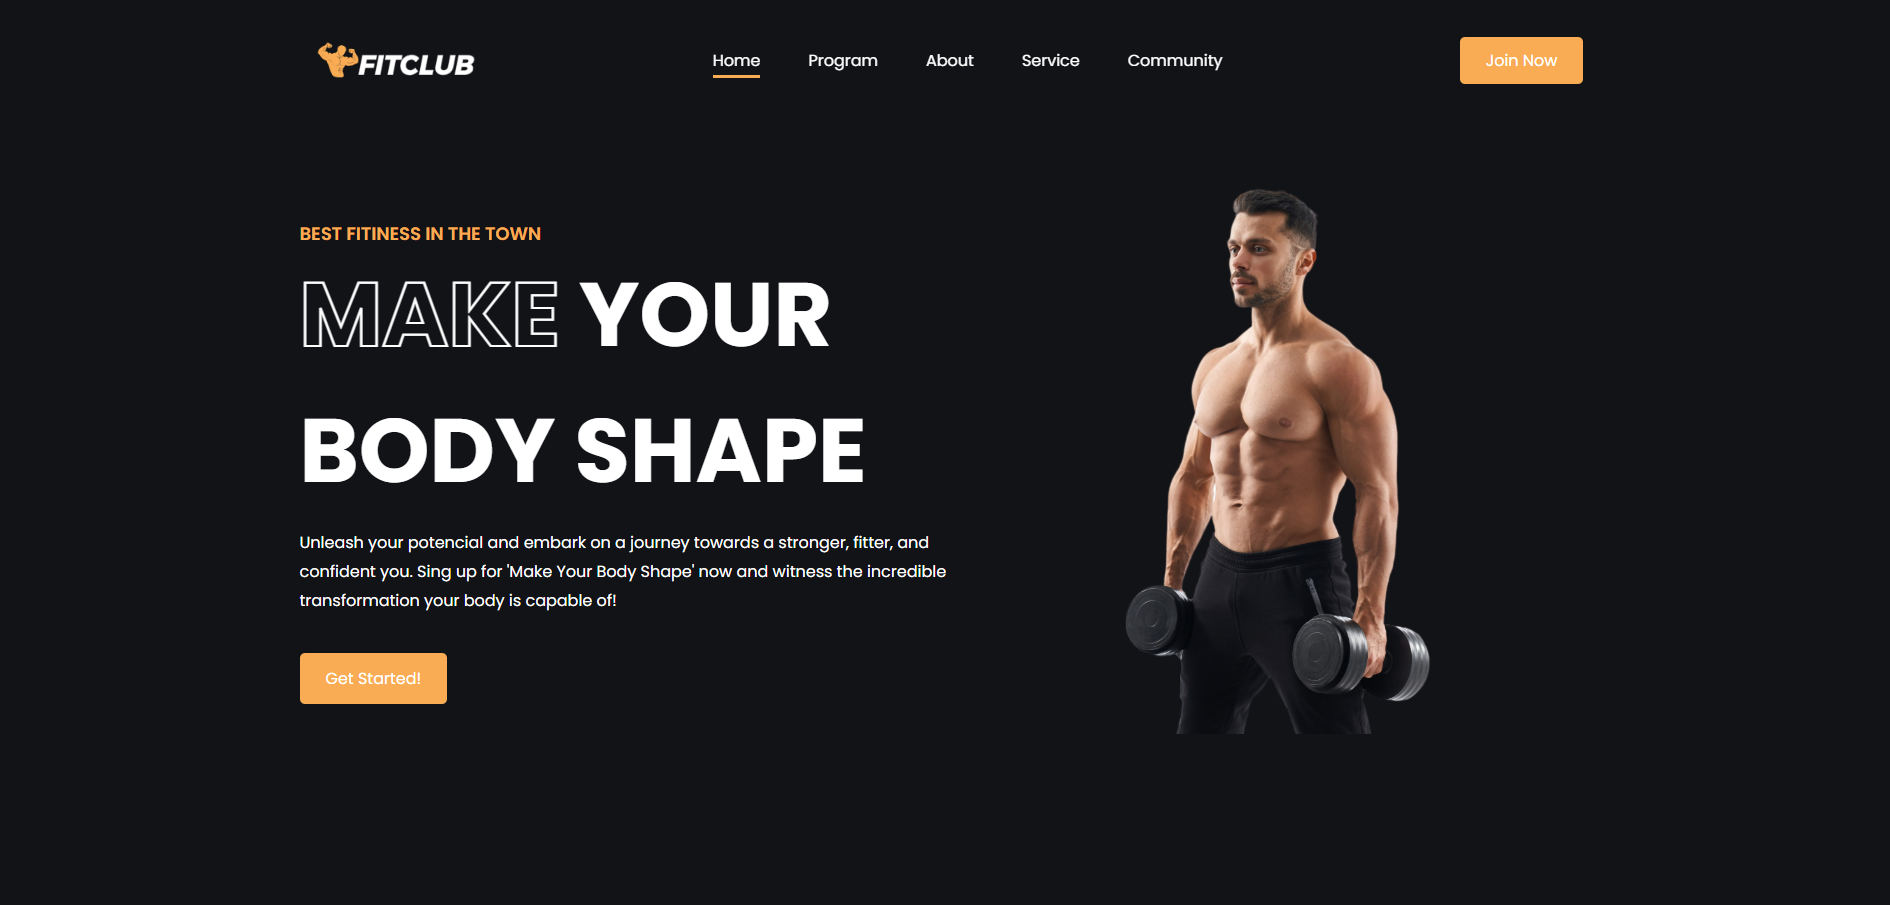 FITCLUB
Home Program About Service Community
Join Now
BEST FITINESS IN THE TOWN
MAKE YOUR
BODY SHAPE
Unleash your potencial and embark on a journey towards a stronger, fitter, and
confident you. Sing up for 'Make Your Body Shape' now and witness the incredible
transformation your body is capable of!
Get Started!